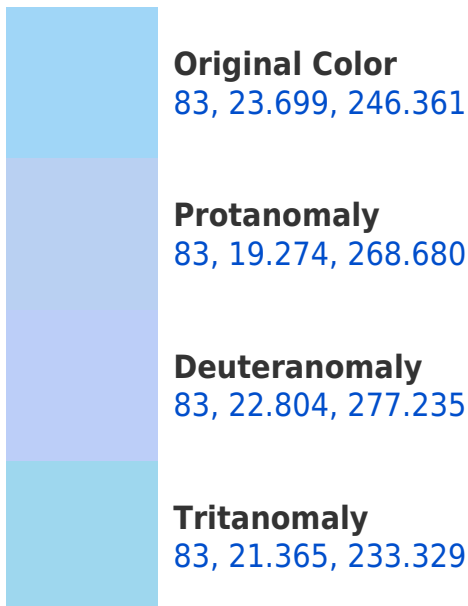 Original Color
83, 23.699, 246.361
Protanomaly
83, 19.274, 268.680
Deuteranomaly
83, 22.804, 277.235
Tritanomaly
83, 21.365, 233.329